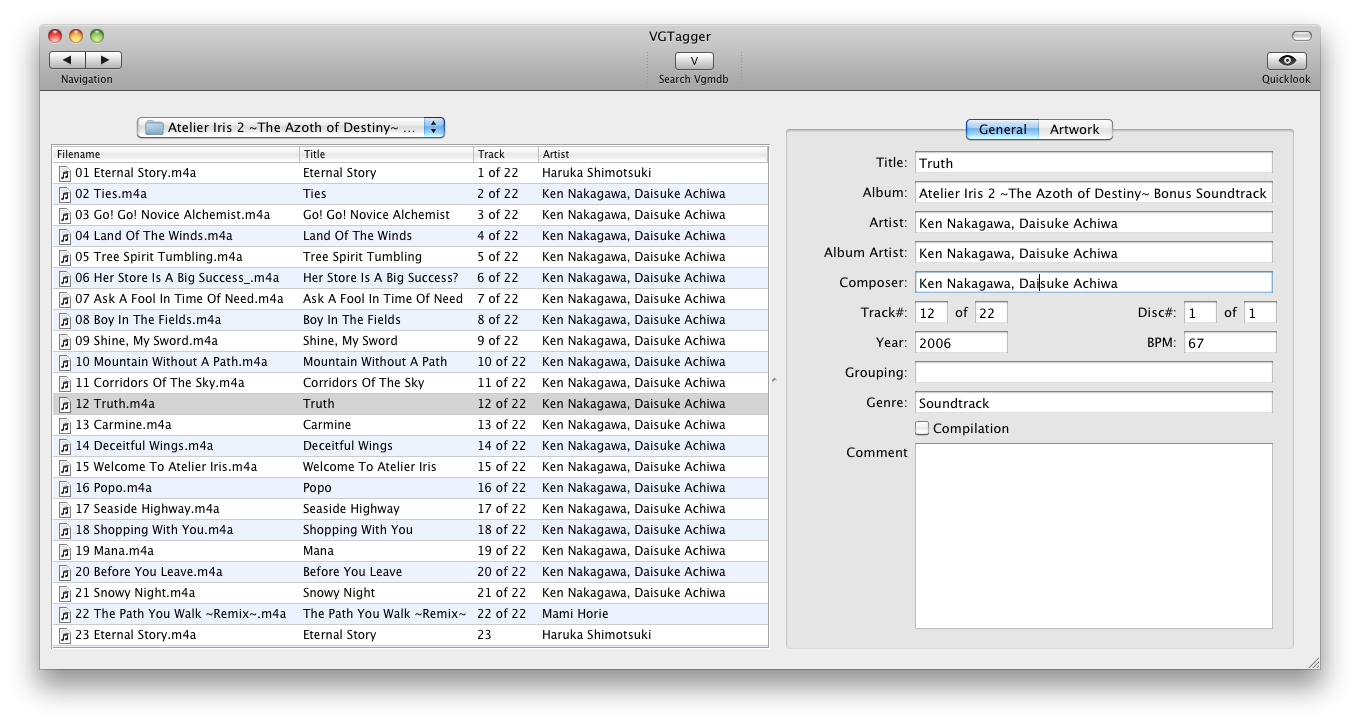 VGTagger
V
Navigation Search Vgmdb Quicklook
Atelier Iris 2 ~The Azoth of Destiny~ ...
Filename Title Track Artist
01 Eternal Story.m4a Eternal Story 1 of 22 Haruka Shimotsuki
02 Ties.m4a Ties 2 of 22 Ken Nakagawa, Daisuke Achiwa
03 Go! Go! Novice Alchemist.m4a Go! Go! Novice Alchemist 3 of 22 Ken Nakagawa, Daisuke Achiwa
04 Land Of The Winds.m4a Land Of The Winds 4 of 22 Ken Nakagawa, Daisuke Achiwa
05 Tree Spirit Tumbling.m4a Tree Spirit Tumbling 5 of 22 Ken Nakagawa, Daisuke Achiwa
06 Her Store Is A Big Success_.m4a Her Store Is A Big Success? 6 of 22 Ken Nakagawa, Daisuke Achiwa
07 Ask A Fool In Time Of Need.m4a Ask A Fool In Time Of Need 7 of 22 Ken Nakagawa, Daisuke Achiwa
08 Boy In The Fields.m4a Boy In The Fields 8 of 22 Ken Nakagawa, Daisuke Achiwa
09 Shine, My Sword.m4a Shine, My Sword 9 of 22 Ken Nakagawa, Daisuke Achiwa
10 Mountain Without A Path.m4a Mountain Without A Path 10 of 22 Ken Nakagawa, Daisuke Achiwa
11 Corridors Of The Sky.m4a Corridors Of The Sky 11 of 22 Ken Nakagawa, Daisuke Achiwa
12 Truth.m4a Truth 12 of 22 Ken Nakagawa, Daisuke Achiwa
13 Carmine.m4a Carmine 13 of 22 Ken Nakagawa, Daisuke Achiwa
14 Deceitful Wings.m4a Deceitful Wings 14 of 22 Ken Nakagawa, Daisuke Achiwa
15 Welcome To Atelier Iris.m4a Welcome To Atelier Iris 15 of 22 Ken Nakagawa, Daisuke Achiwa
16 Popo.m4a Popo 16 of 22 Ken Nakagawa, Daisuke Achiwa
17 Seaside Highway.m4a Seaside Highway 17 of 22 Ken Nakagawa, Daisuke Achiwa
18 Shopping With You.m4a Shopping With You 18 of 22 Ken Nakagawa, Daisuke Achiwa
19 Mana.m4a Mana 19 of 22 Ken Nakagawa, Daisuke Achiwa
20 Before You Leave.m4a Before You Leave 20 of 22 Ken Nakagawa, Daisuke Achiwa
21 Snowy Night.m4a Snowy Night 21 of 22 Ken Nakagawa, Daisuke Achiwa
22 The Path You Walk ~Remix~.m4a The Path You Walk ~Remix~ 22 of 22 Mami Horie
23 Eternal Story.m4a Eternal Story 23 Haruka Shimotsuki
General Artwork
Title: Truth
Album: Atelier Iris 2 ~The Azoth of Destiny~ Bonus Soundtrack
Artist: Ken Nakagawa, Daisuke Achiwa
Album Artist: Ken Nakagawa, Daisuke Achiwa
Composer: Ken Nakagawa, Daisuke Achiwa
Track#: 12 of 22 Disc#: 1 of 1
Year: 2006 BPM: 67
Grouping:
Genre: Soundtrack
Compilation
Comment